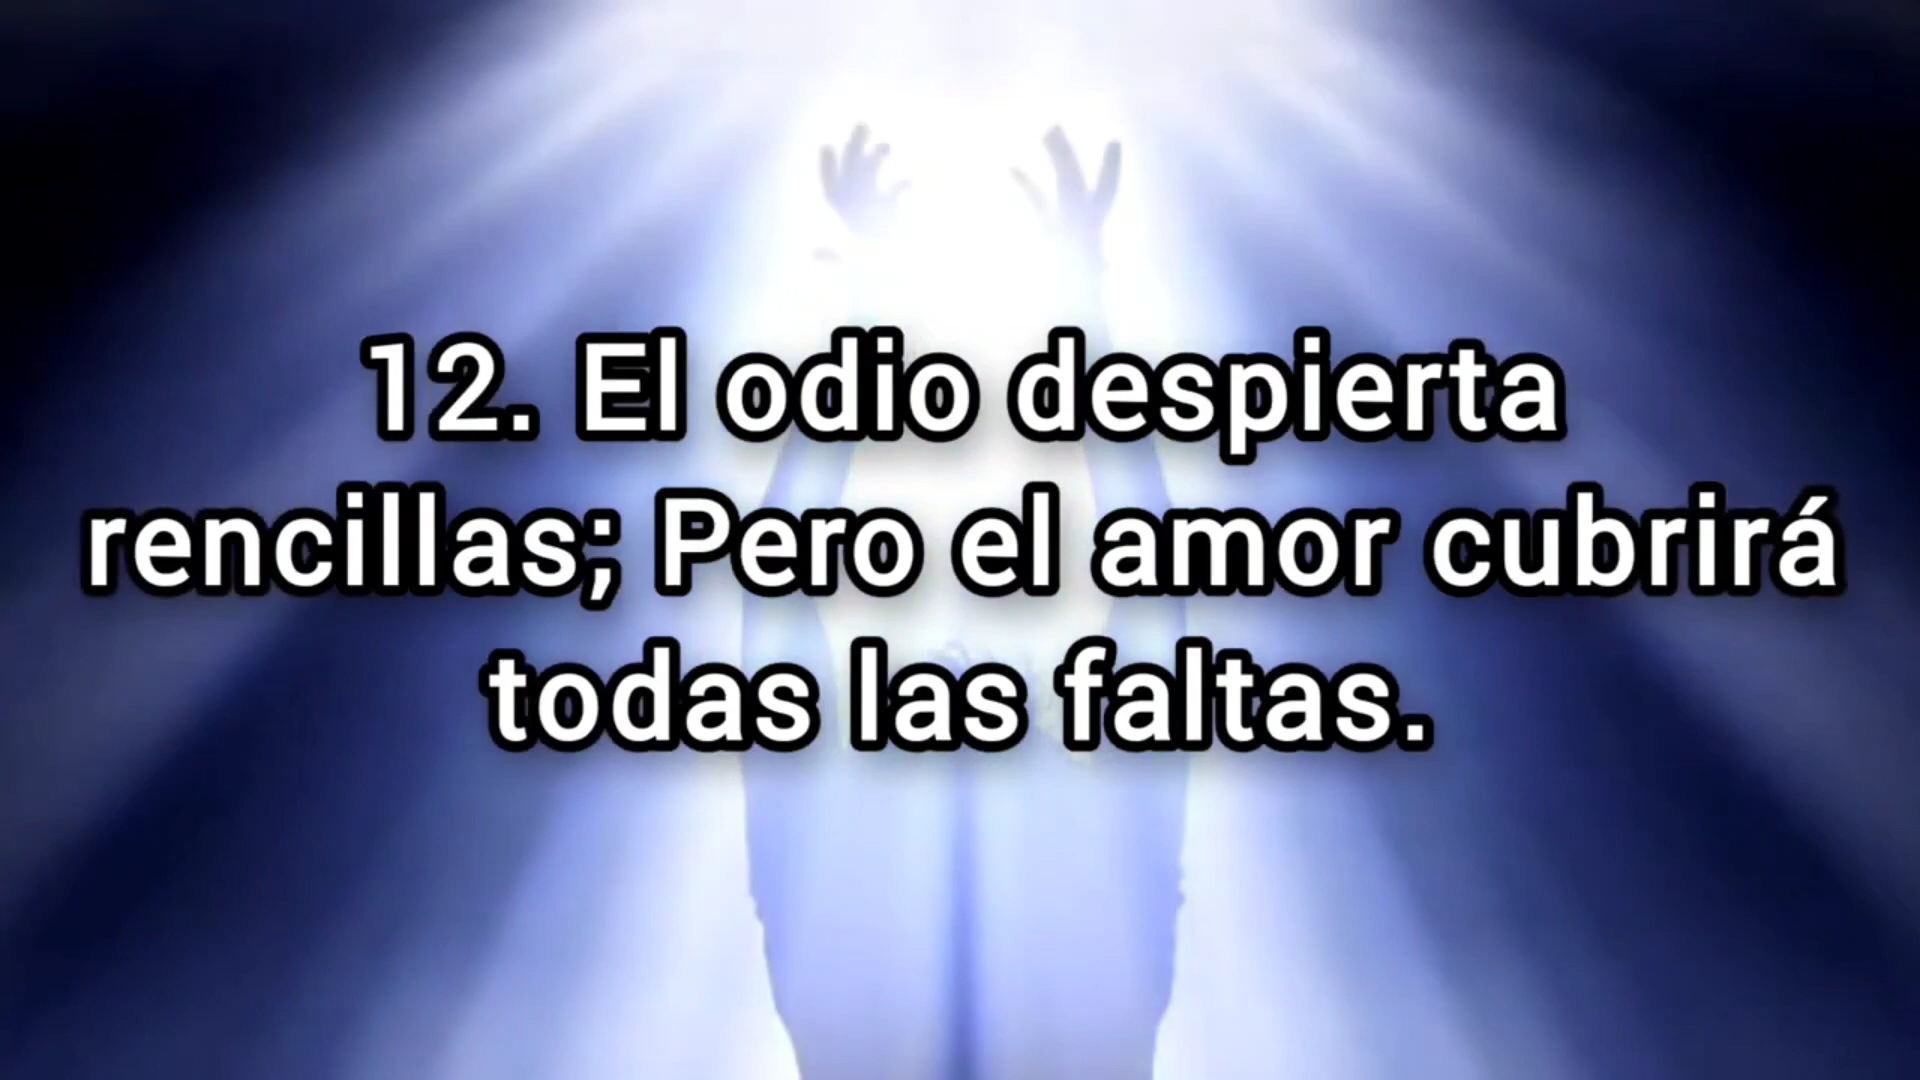 12. El odio despierta
rencillas; Pero el amor cubrirá
todas las faltas.